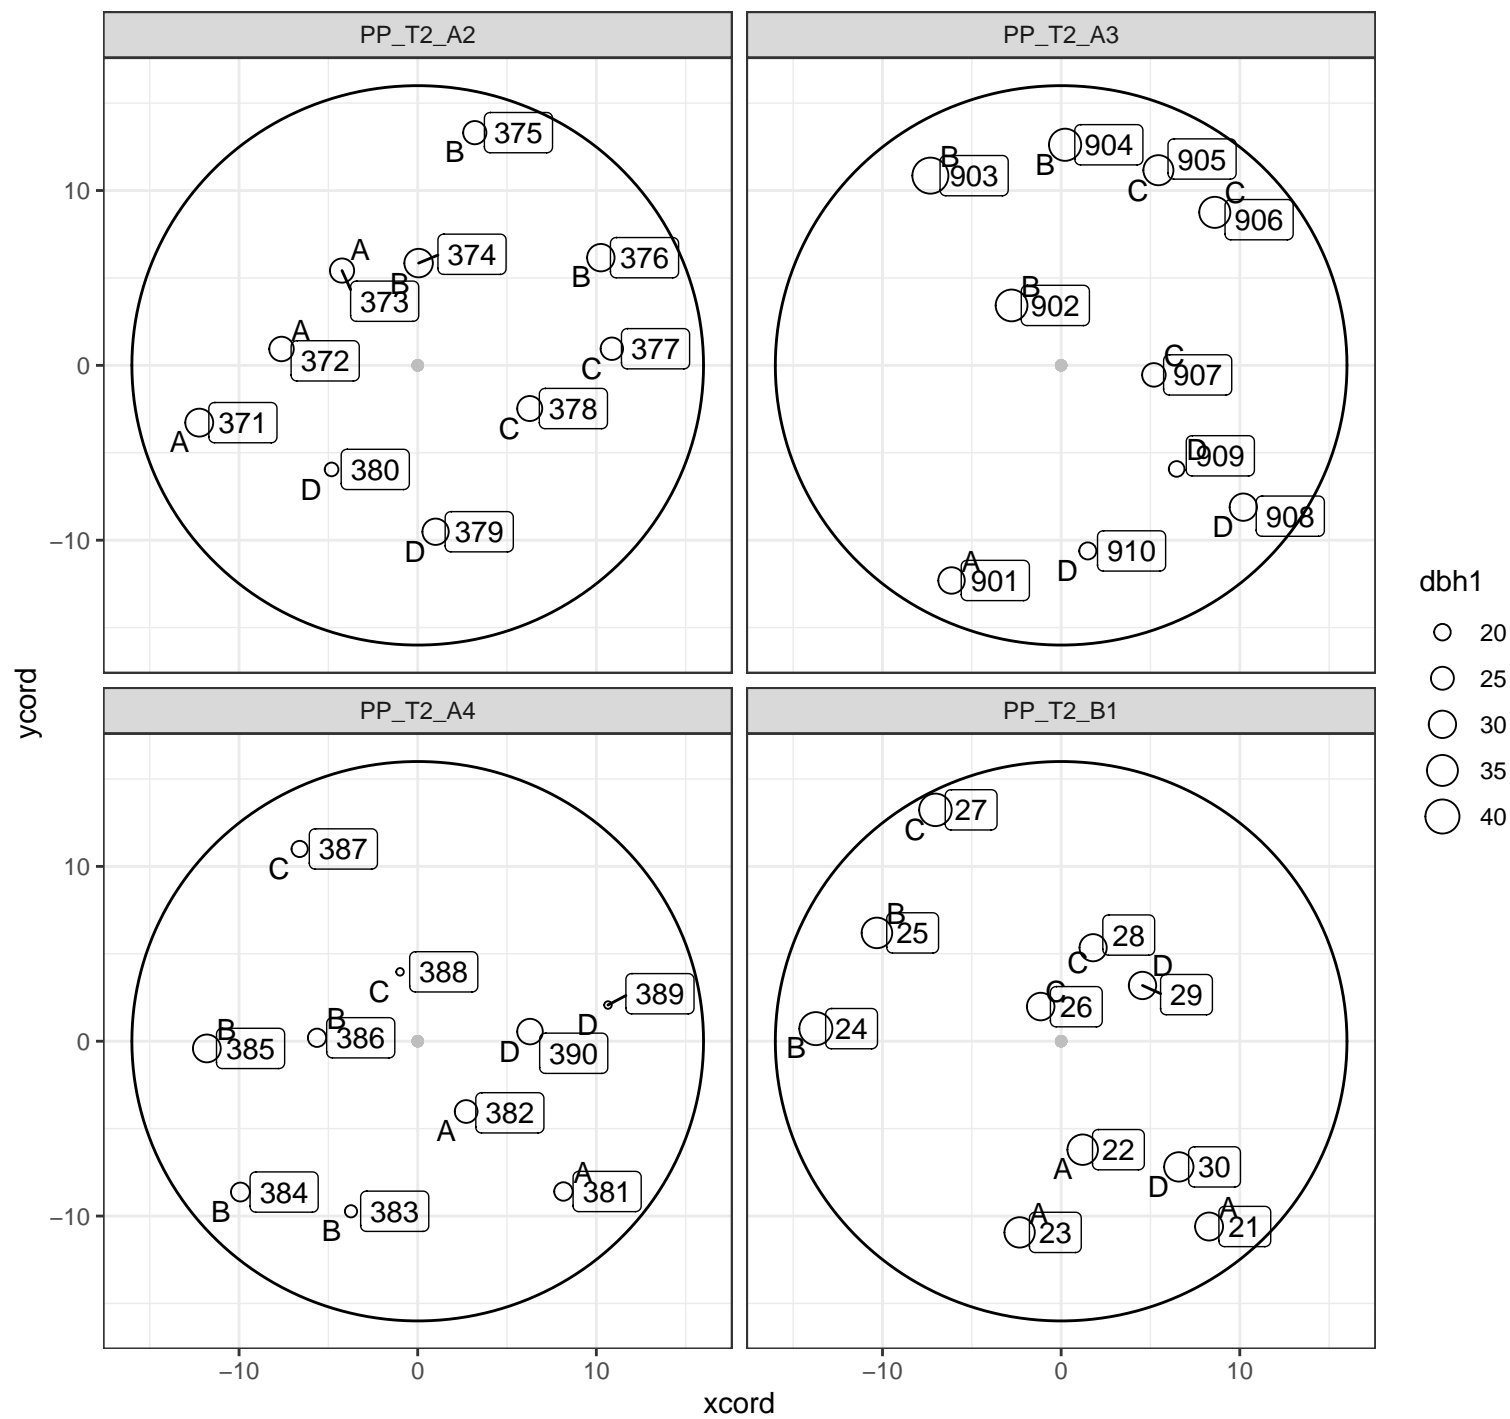 PP_T2_A2
PP_T2_A3
375
B
904
B
B
903
905
C
C
906
10
A
374
B
373
376
B
B
902
A
372
377
C
0
C
907
378
C
371
A
380
D
D
909
908
D
379
D
−10
910
D
A
901
dbh1
20
25
30
35
40
ycord
PP_T2_A4
PP_T2_B1
387
C
27
C
10
B
25
28
C
D
29
C
26
388
C
389
D
B
385
B
386
0
390
D
24
B
382
A
22
A
30
D
A
381
384
B
383
B
−10
A
23
A
21
−10
0
10
−10
0
10
xcord